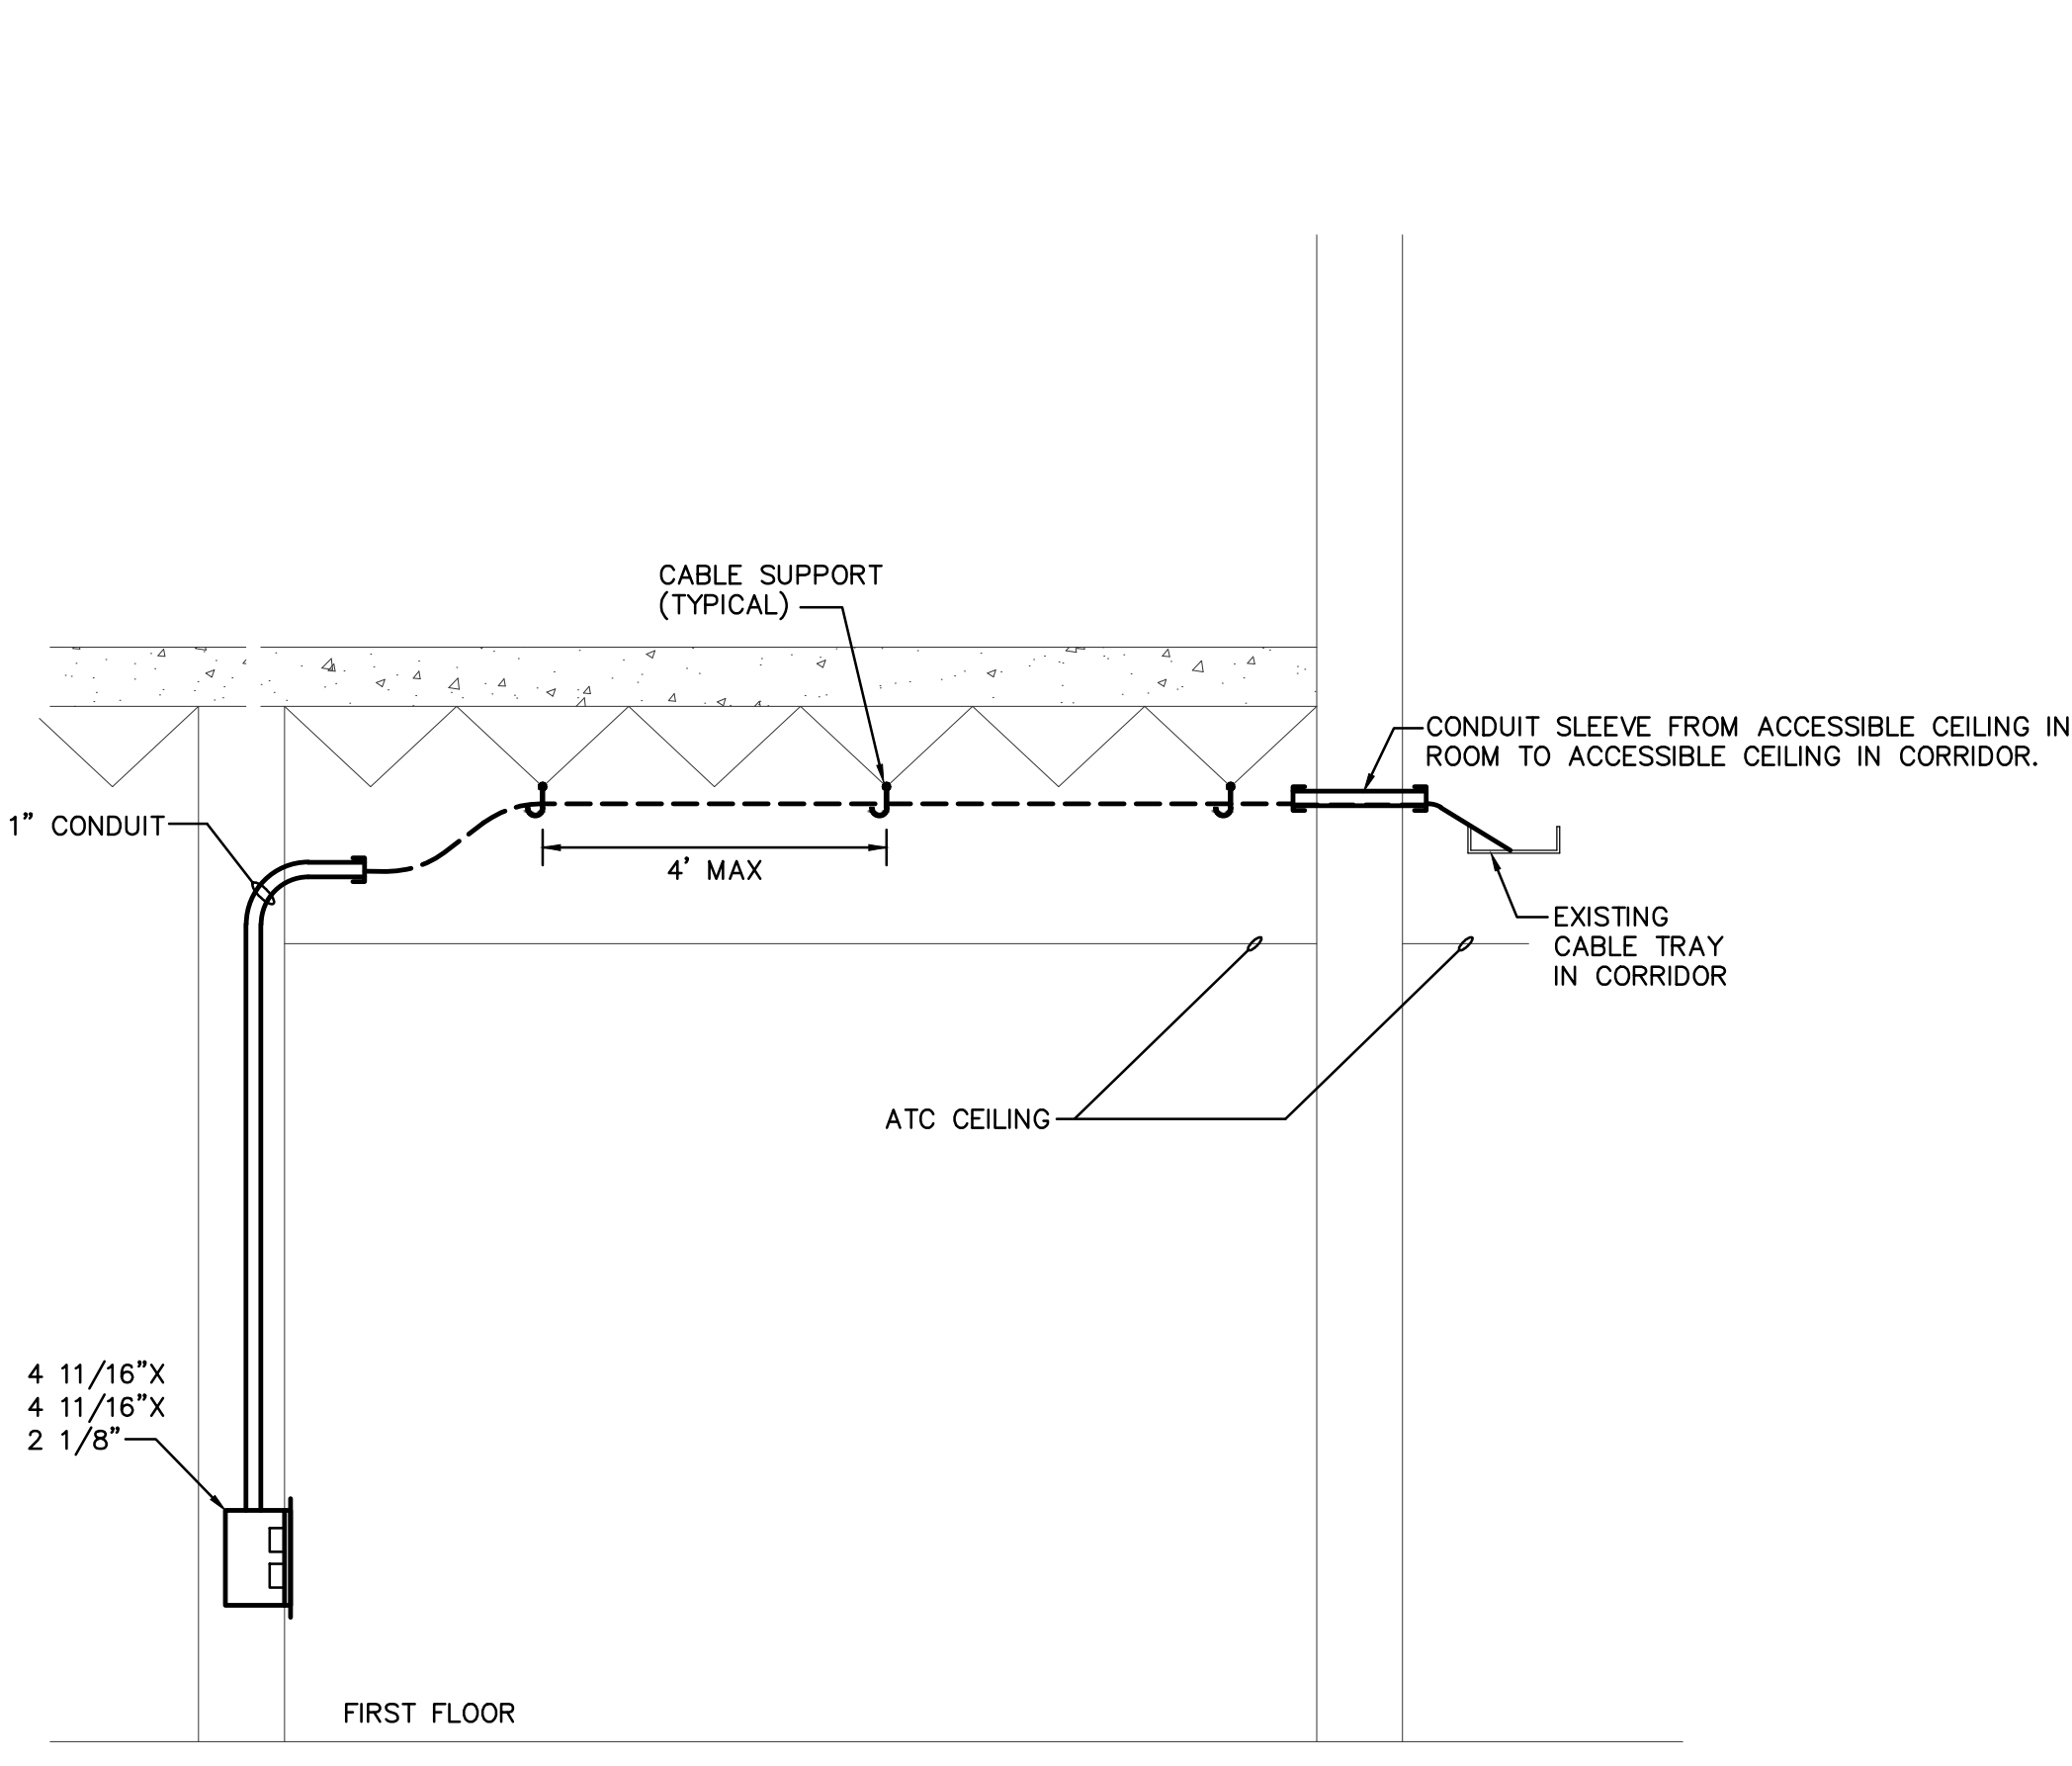 CABLE SUPPORT
(TYPICAL)
CONDUIT SLEEVE FROM ACCESSIBLE CEILING IN
ROOM TO ACCESSIBLE CEILING IN CORRIDOR.
1" CONDUIT
4' MAX
EXISTING
CABLE TRAY
IN CORRIDOR
ATC CEILING
4 11/16"X
4 11/16"X
2 1/8"
FIRST FLOOR